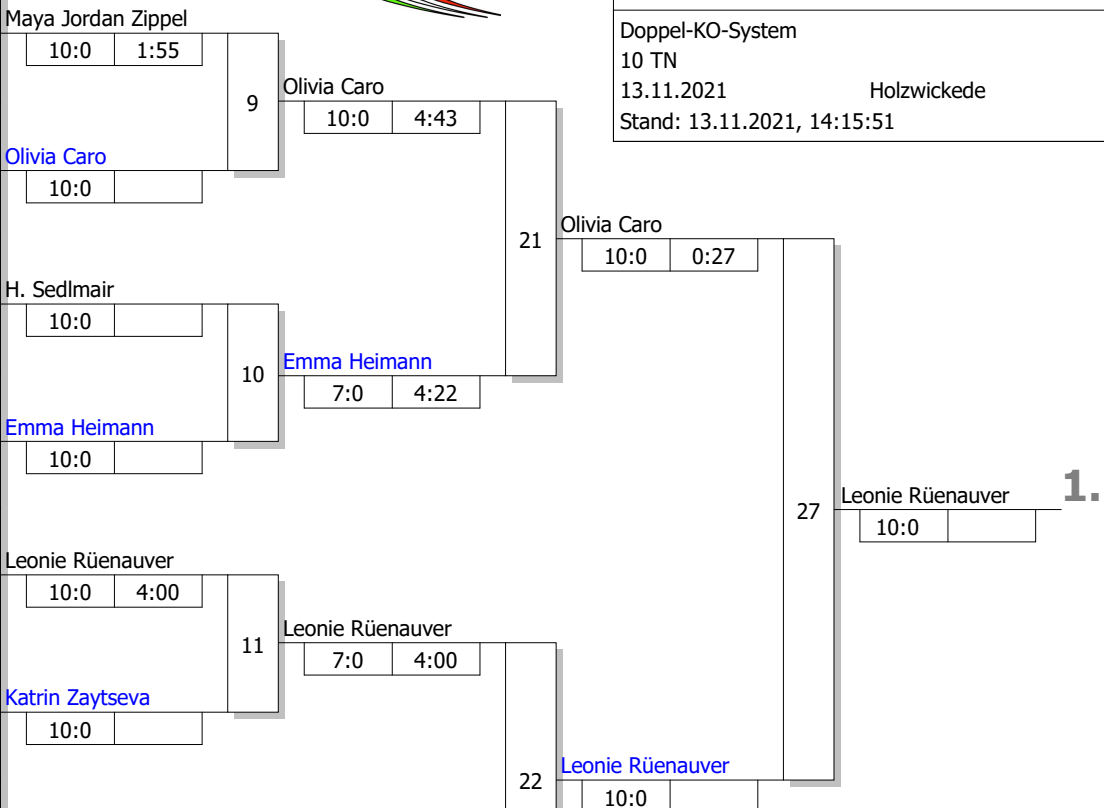 Maya Jordan Zippel
10:0 1:55
Doppel-KO-System
10 TN
13.11.2021 Holzwickede
Stand: 13.11.2021, 14:15:51
9
Olivia Caro
10:0 4:43
Olivia Caro
10:0
21
Olivia Caro
10:0 0:27
H. Sedlmair
10:0
10
Emma Heimann
7:0 4:22
Emma Heimann
10:0
27
Leonie Rüenauver 1.
10:0
Leonie Rüenauver
10:0 4:00
11
Leonie Rüenauver
7:0 4:00
Katrin Zaytseva
10:0
22
Leonie Rüenauver
10:0